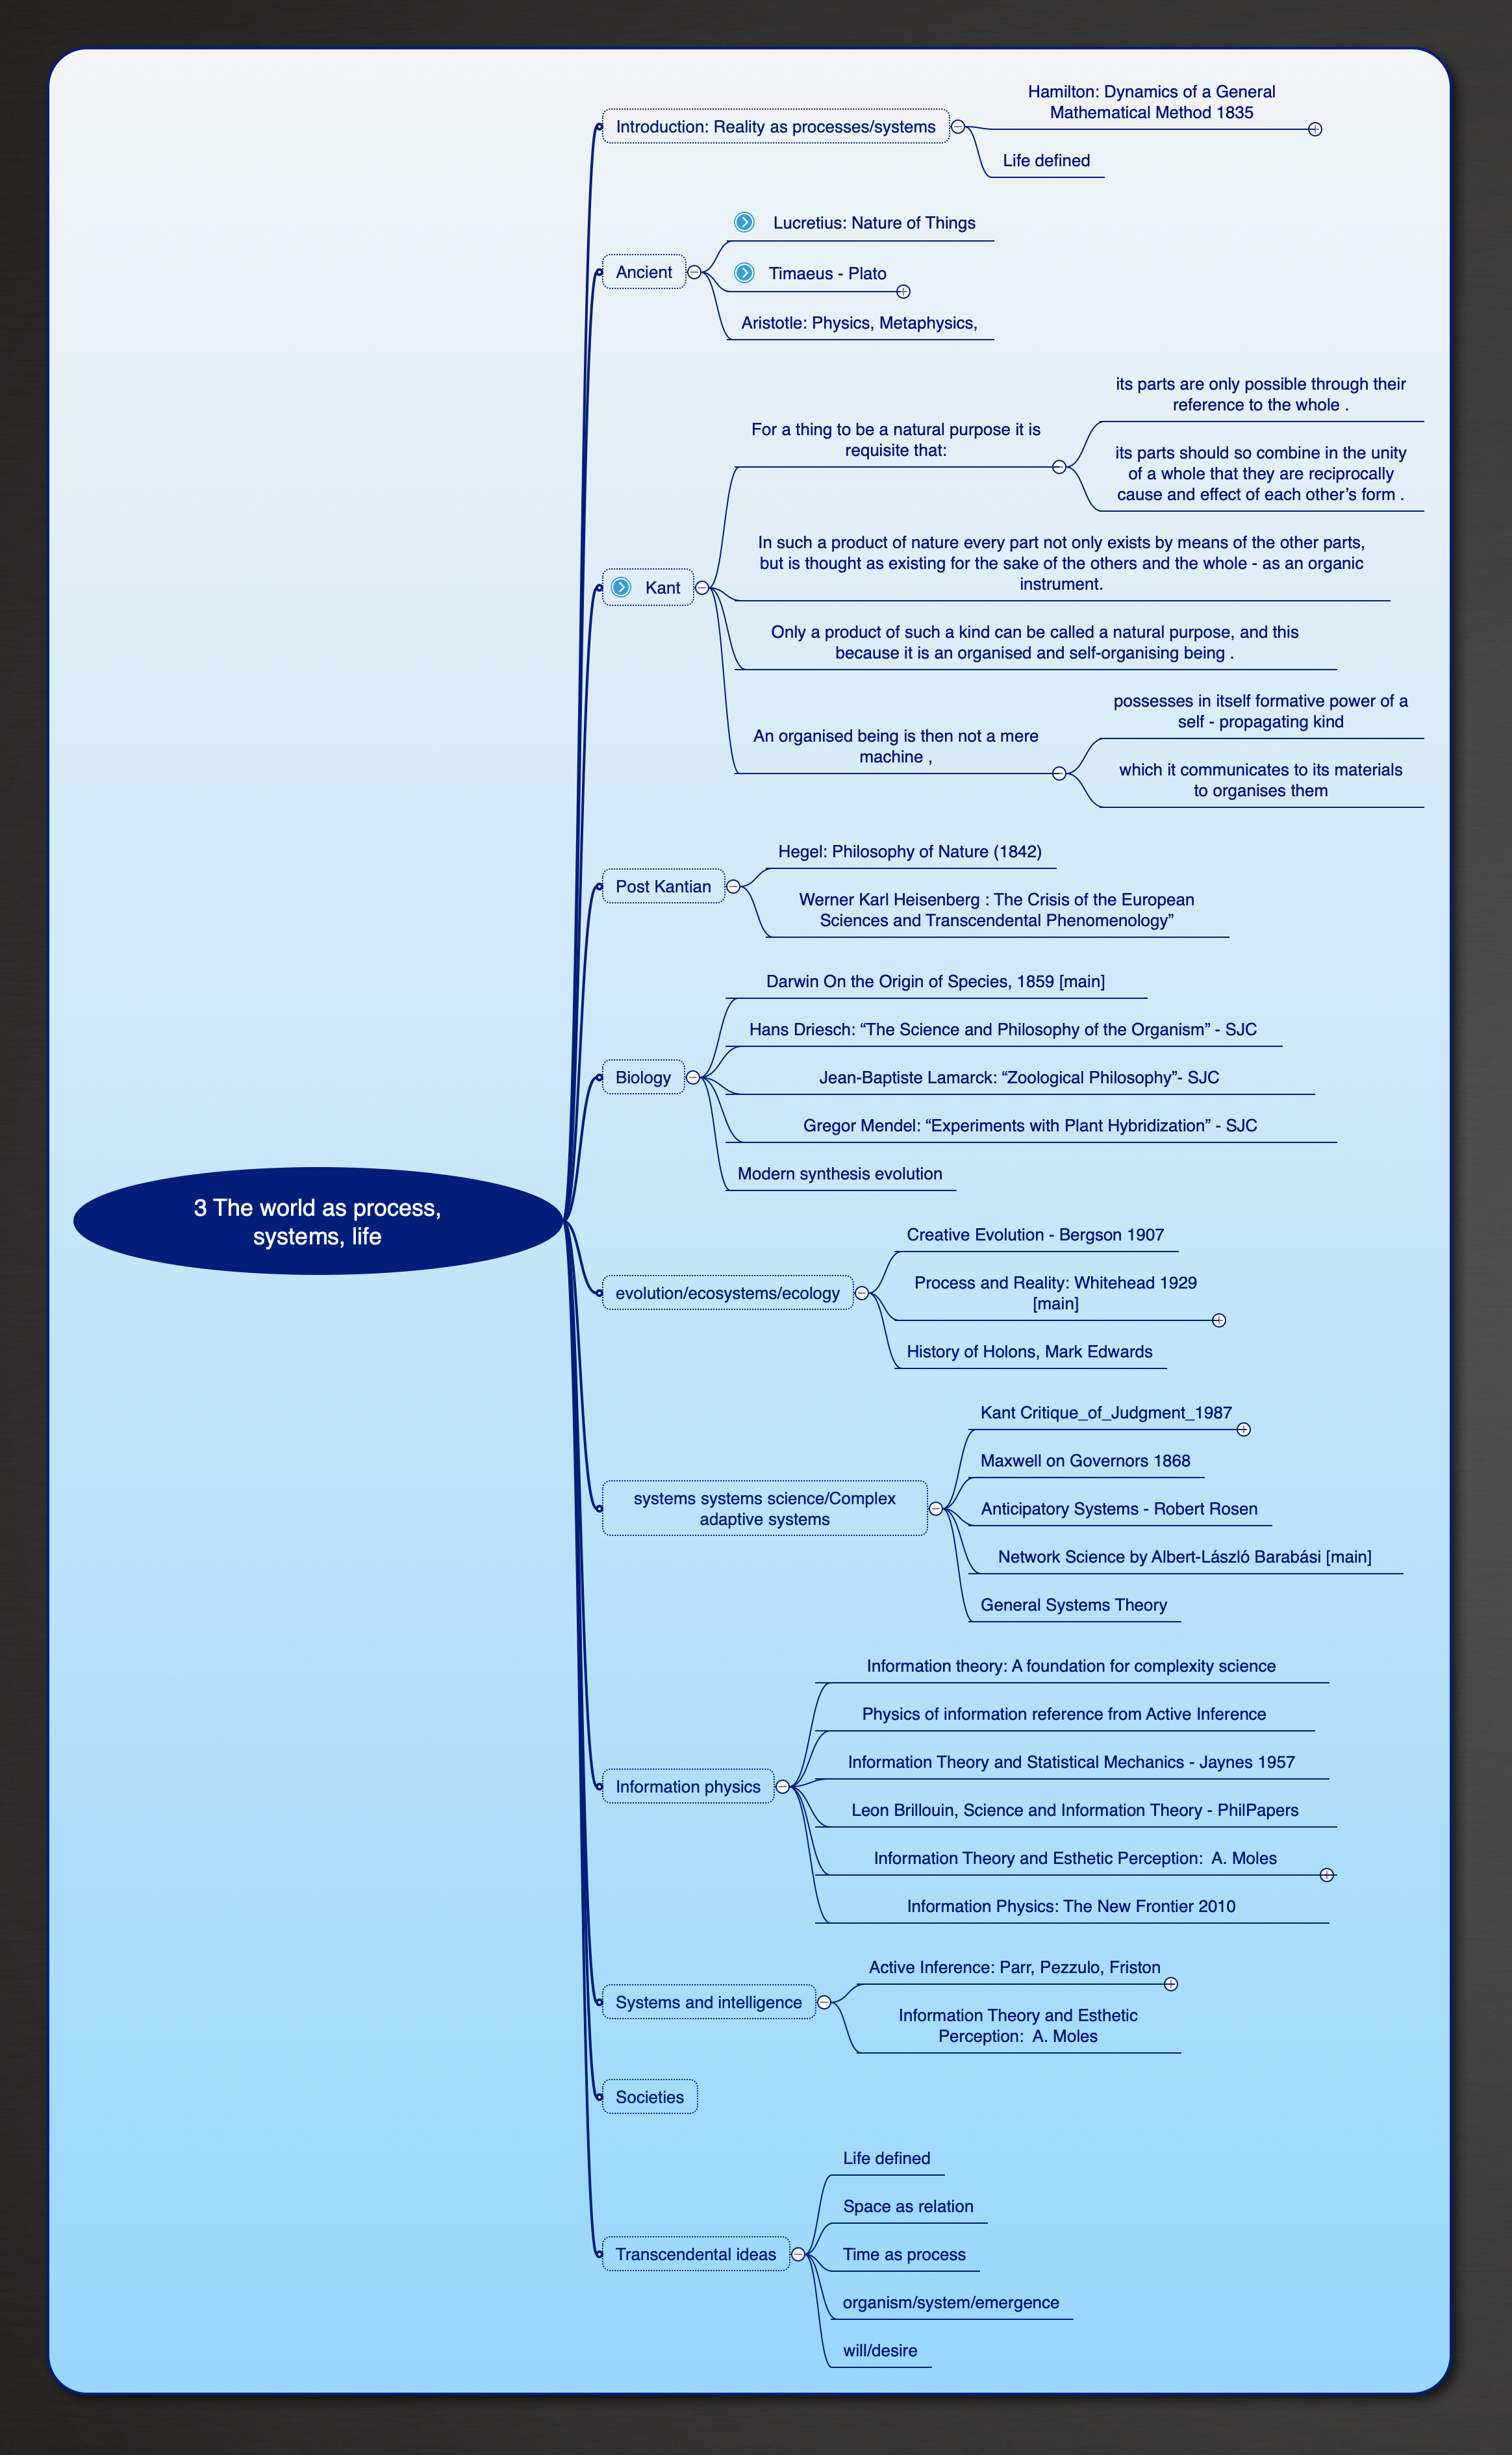 3 The world as process,
systems, life
Introduction: Reality as processes/systems
Hamilton: Dynamics of a General
Mathematical Method 1835
Life defined
Ancient
Lucretius: Nature of Things
Timaeus - Plato
Aristotle: Physics, Metaphysics,
Kant
For a thing to be a natural purpose it is
requisite that:
its parts are only possible through their
reference to the whole .
its parts should so combine in the unity
of a whole that they are reciprocally
cause and effect of each other’s form .
In such a product of nature every part not only exists by means of the other parts,
but is thought as existing for the sake of the others and the whole - as an organic
instrument.
Only a product of such a kind can be called a natural purpose, and this
because it is an organised and self-organising being .
An organised being is then not a mere
machine ,
possesses in itself formative power of a
self - propagating kind
which it communicates to its materials
to organises them
Post Kantian
Hegel: Philosophy of Nature (1842)
Werner Karl Heisenberg : The Crisis of the European
Sciences and Transcendental Phenomenology”
Biology
Darwin On the Origin of Species, 1859 [main]
Hans Driesch: “The Science and Philosophy of the Organism” - SJC
Jean-Baptiste Lamarck: “Zoological Philosophy”- SJC
Gregor Mendel: “Experiments with Plant Hybridization” - SJC
Modern synthesis evolution
evolution/ecosystems/ecology
Creative Evolution - Bergson 1907
Process and Reality: Whitehead 1929
[main]
History of Holons, Mark Edwards
systems systems science/Complex
adaptive systems
Kant Critique_of_Judgment_1987
Maxwell on Governors 1868
Anticipatory Systems - Robert Rosen
Network Science by Albert-László Barabási [main]
General Systems Theory
Information physics
Information theory: A foundation for complexity science
Physics of information reference from Active Inference
Information Theory and Statistical Mechanics - Jaynes 1957
Leon Brillouin, Science and Information Theory - PhilPapers
Information Theory and Esthetic Perception:  A. Moles
Information Physics: The New Frontier 2010
Systems and intelligence
Active Inference: Parr, Pezzulo, Friston
Information Theory and Esthetic
Perception:  A. Moles
Societies
Transcendental ideas
Life defined
Space as relation
Time as process
organism/system/emergence
will/desire